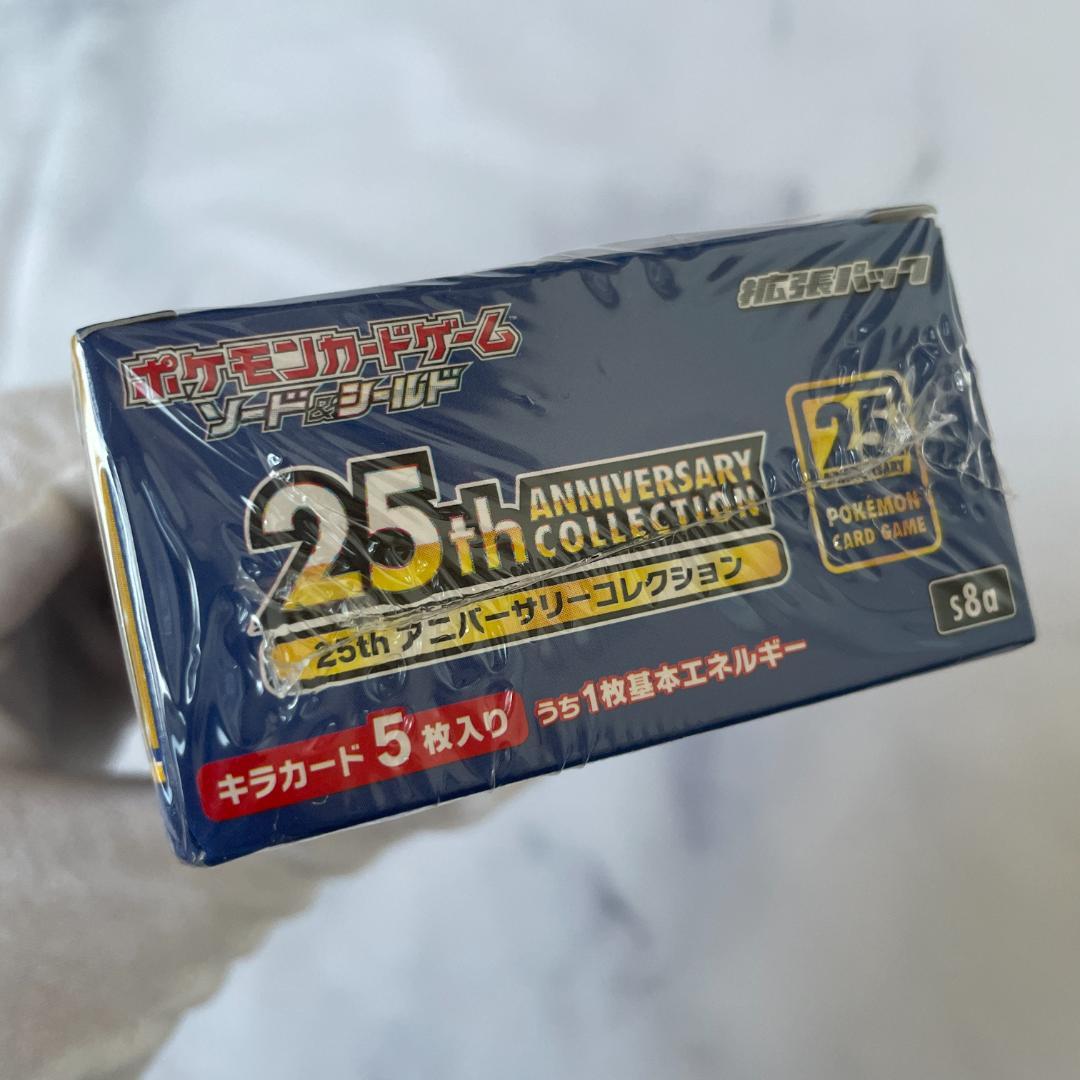 拡張パック
ポケモンカードゲーム
ソード&シールド
25th ANNIVERSARY
COLLECTION
25th アニバーサリーコレクション
25
ANNIVERSARY
POKÉMON
CARD GAME
s8a
キラカード5枚入り
うち1枚基本エネルギー